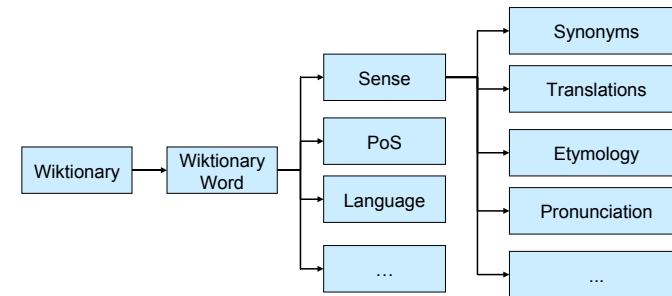 Wiktionary
Wiktionary
Word
Sense
PoS
Language
…
Synonyms
Translations
Etymology
Pronunciation
...